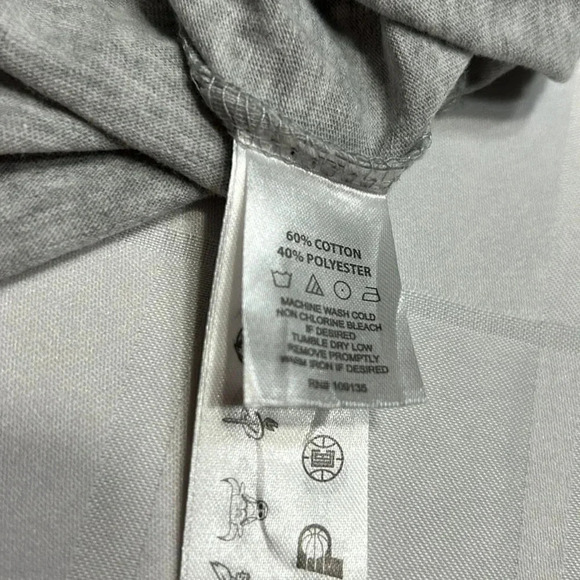 60% COTTON
40% POLYESTER
MACHINE WASH COLD
NON CHLORINE BLEACH
IF DESIRED
TUMBLE DRY LOW
REMOVE PROMPTLY
WARM IRON IF DESIRED
RN# 109135